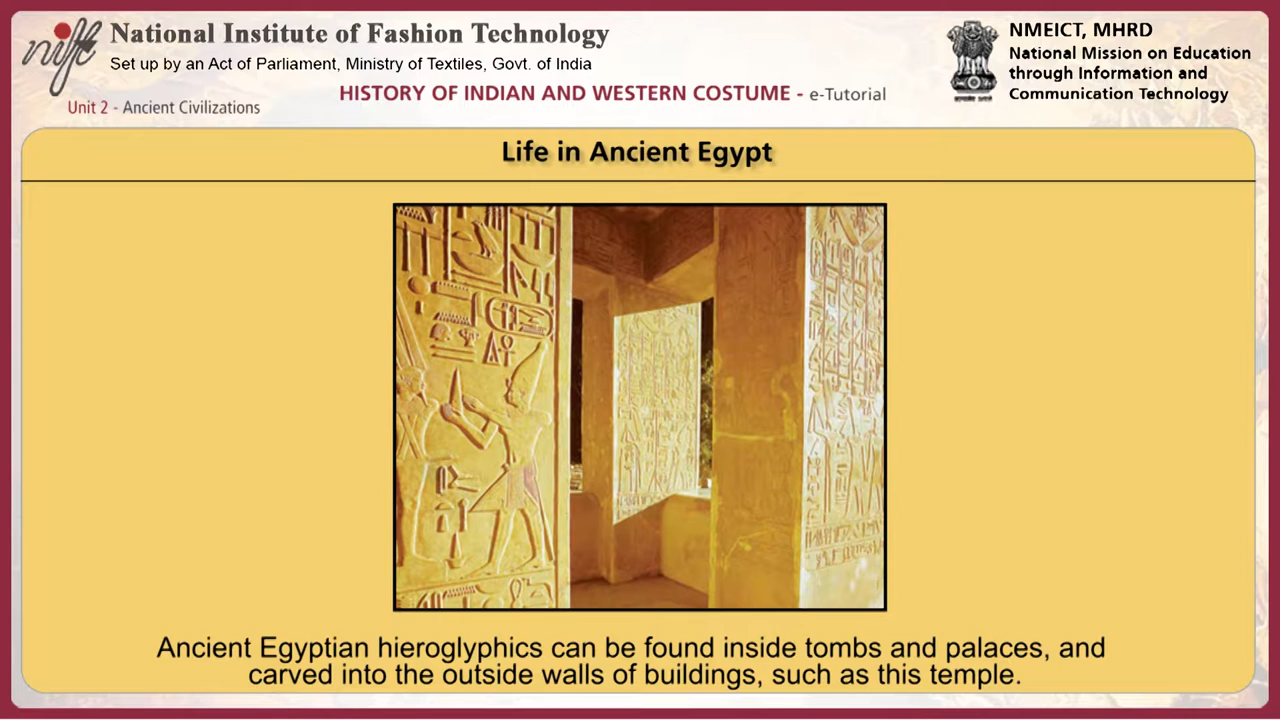 nift National Institute of Fashion Technology
Set up by an Act of Parliament, Ministry of Textiles, Govt. of India
NMEICT, MHRD
National Mission on Education
through Information and
Communication Technology
HISTORY OF INDIAN AND WESTERN COSTUME - e-Tutorial
Unit 2 - Ancient Civilizations
Life in Ancient Egypt
Ancient Egyptian hieroglyphics can be found inside tombs and palaces, and
carved into the outside walls of buildings, such as this temple.